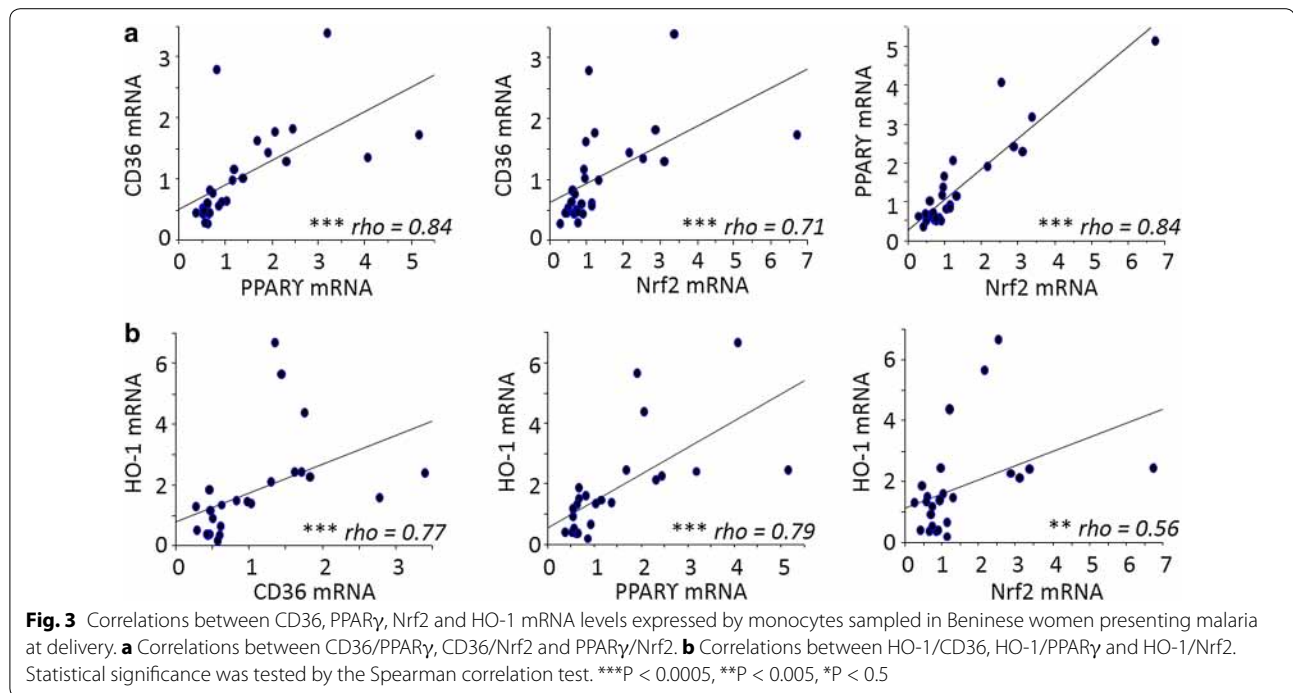 a
3
2
1
0
CD36 mRNA
*** rho = 0.84
0 1 2 3 4 5
PPARϒ mRNA
3
2
1
0
CD36 mRNA
*** rho = 0.71
0 1 2 3 4 5 6 7
Nrf2 mRNA
5
4
3
2
1
0
PPARϒ mRNA
*** rho = 0.84
0 1 2 3 4 5 6 7
Nrf2 mRNA
b
6
4
2
0
HO-1 mRNA
*** rho = 0.77
0 1 2 3
CD36 mRNA
6
4
2
0
HO-1 mRNA
*** rho = 0.79
0 1 2 3 4 5
PPARϒ mRNA
6
4
2
0
HO-1 mRNA
** rho = 0.56
0 1 2 3 4 5 6 7
Nrf2 mRNA
Fig. 3 Correlations between CD36, PPARγ, Nrf2 and HO-1 mRNA levels expressed by monocytes sampled in Beninese women presenting malaria
at delivery. a Correlations between CD36/PPARγ, CD36/Nrf2 and PPARγ/Nrf2. b Correlations between HO-1/CD36, HO-1/PPARγ and HO-1/Nrf2.
Statistical significance was tested by the Spearman correlation test. ***P < 0.0005, **P < 0.005, *P < 0.5